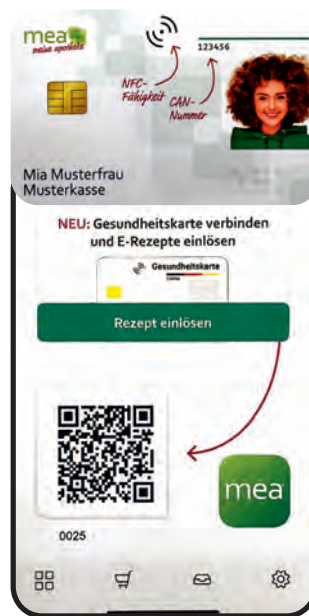 mea
meine apotheke
123456
NFC-
Fähigkeit
CAN-
Nummer
Mia Musterfrau
Musterkasse
NEU: Gesundheitskarte verbinden
und E-Rezepte einlösen
Gesundheitskarte
Rezept einlösen
mea
0025